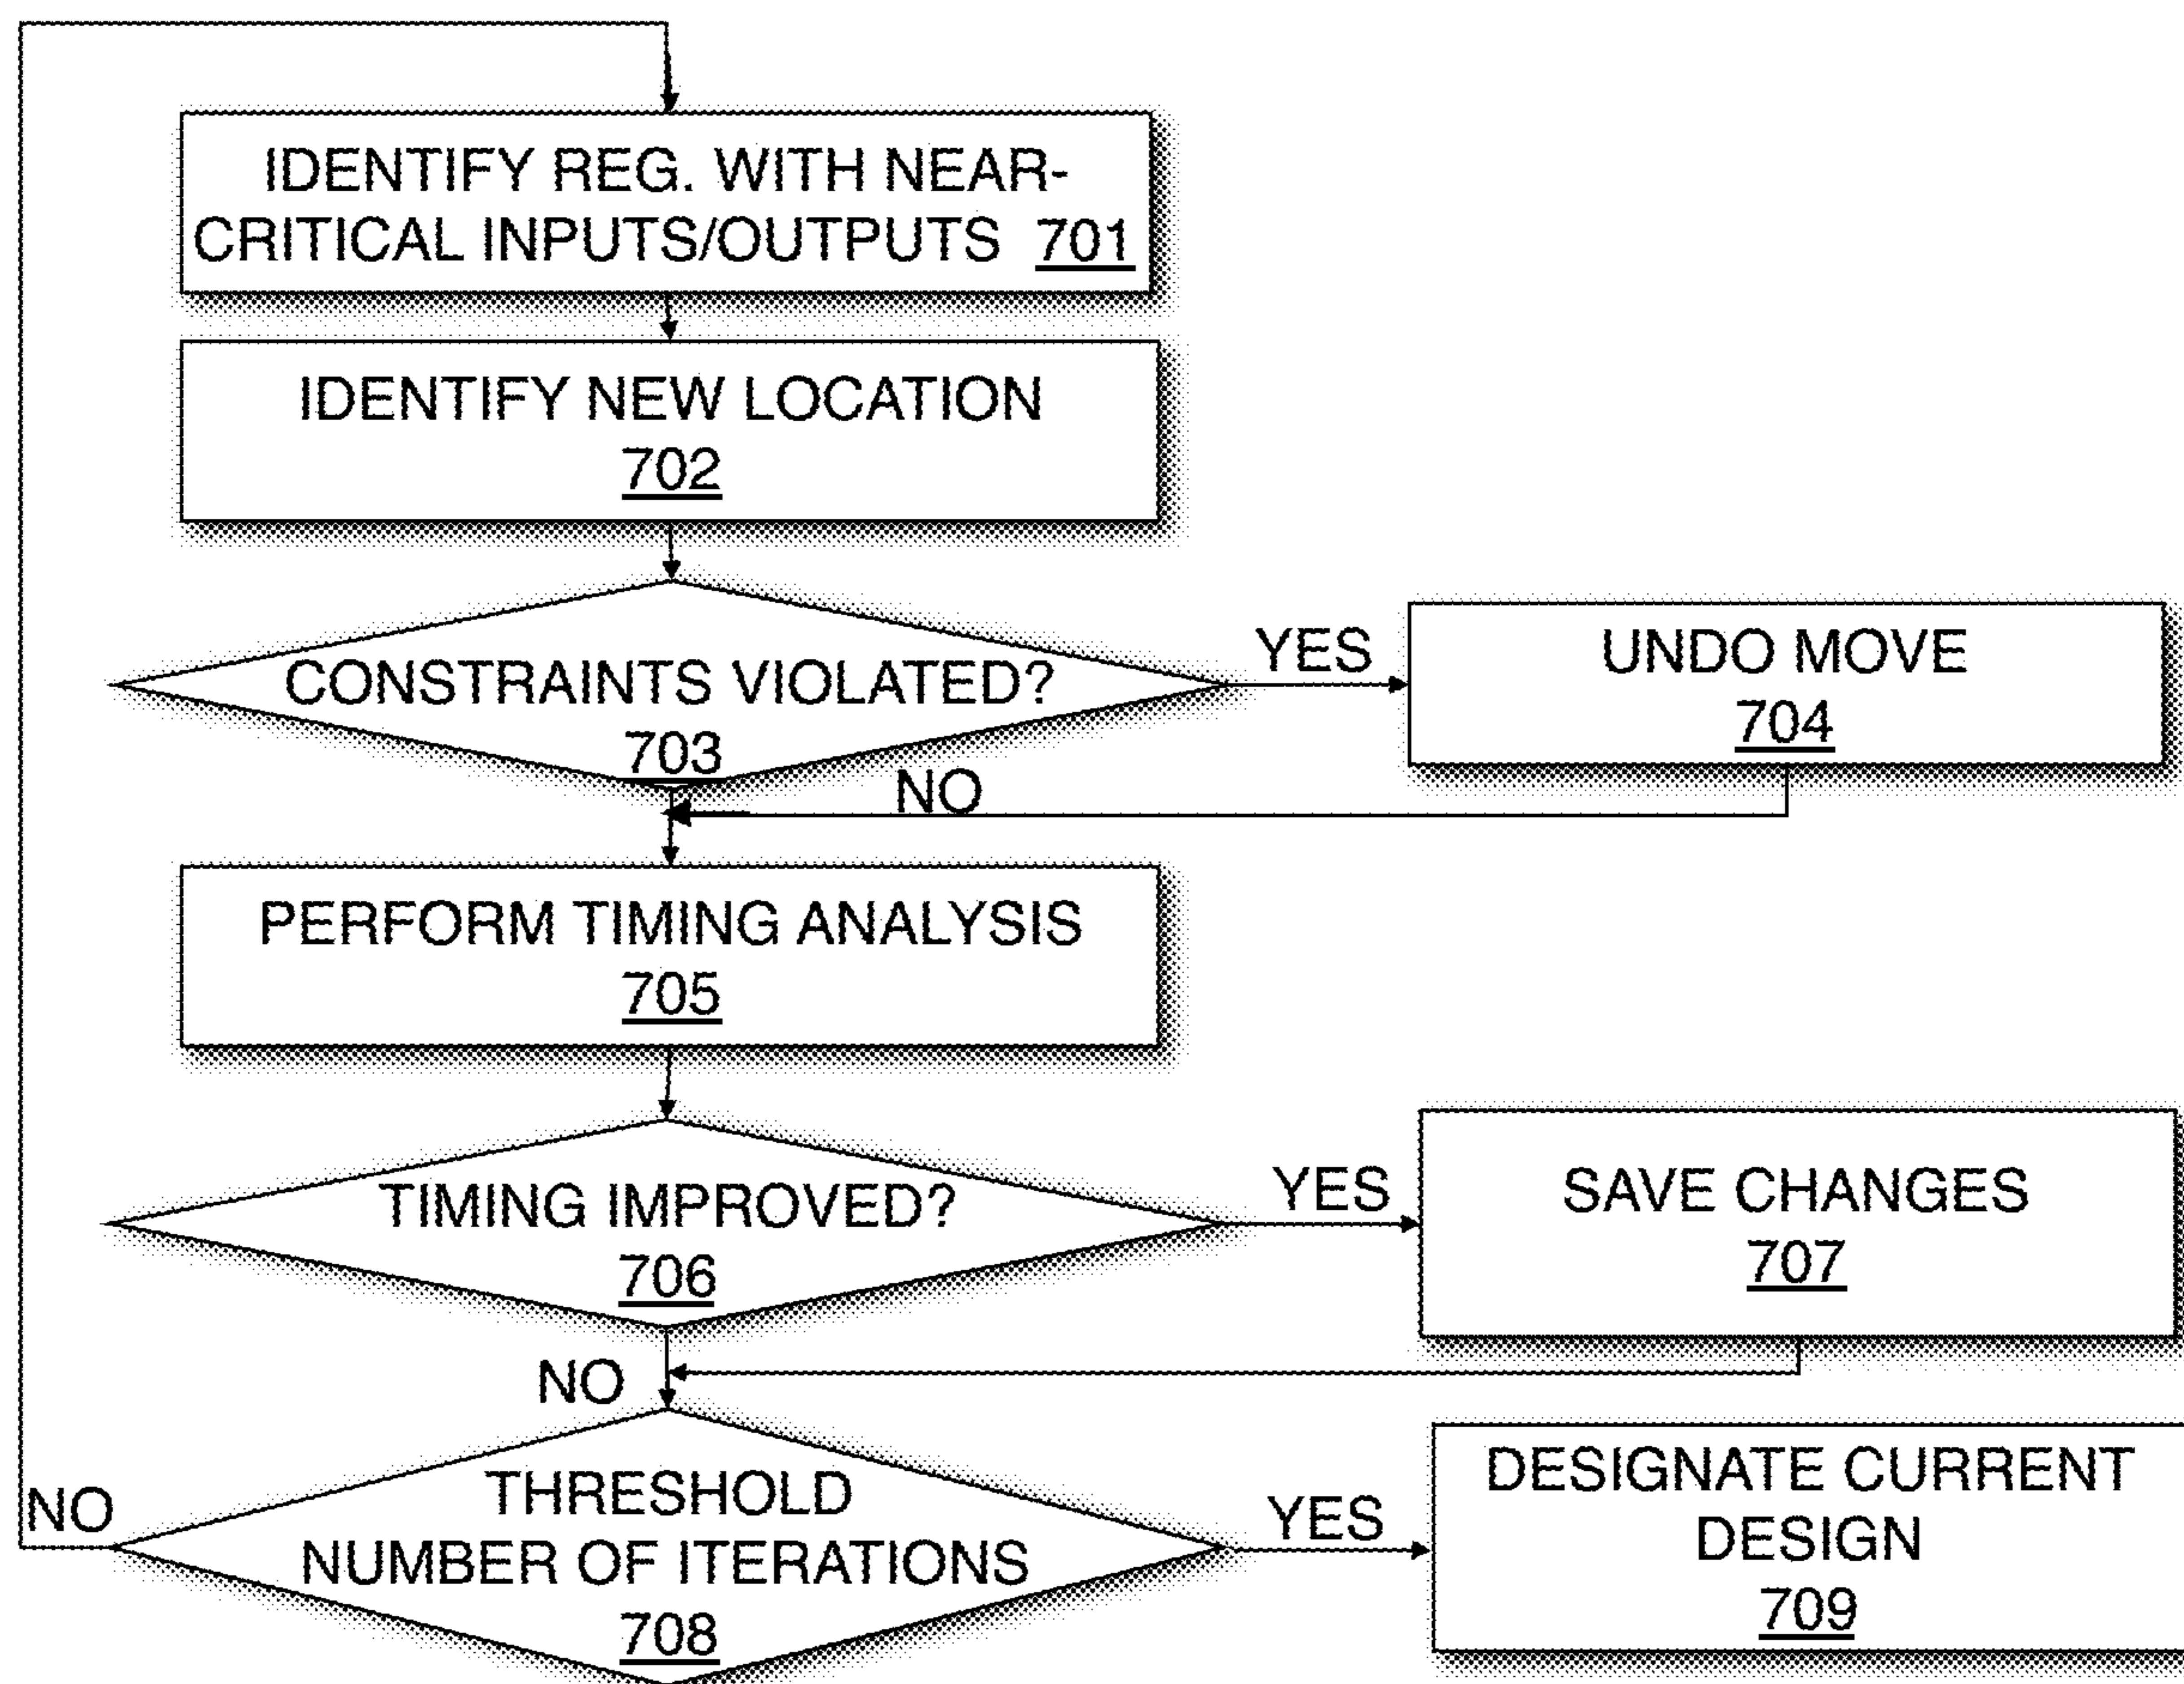 IDENTIFY REG. WITH NEAR-
CRITICAL INPUTS/OUTPUTS 701
IDENTIFY NEW LOCATION
702
CONSTRAINTS VIOLATED?
703
YES
UNDO MOVE
704
NO
PERFORM TIMING ANALYSIS
705
TIMING IMPROVED?
706
YES
SAVE CHANGES
707
NO
THRESHOLD
NUMBER OF ITERATIONS
708
NO
YES
DESIGNATE CURRENT
DESIGN
709